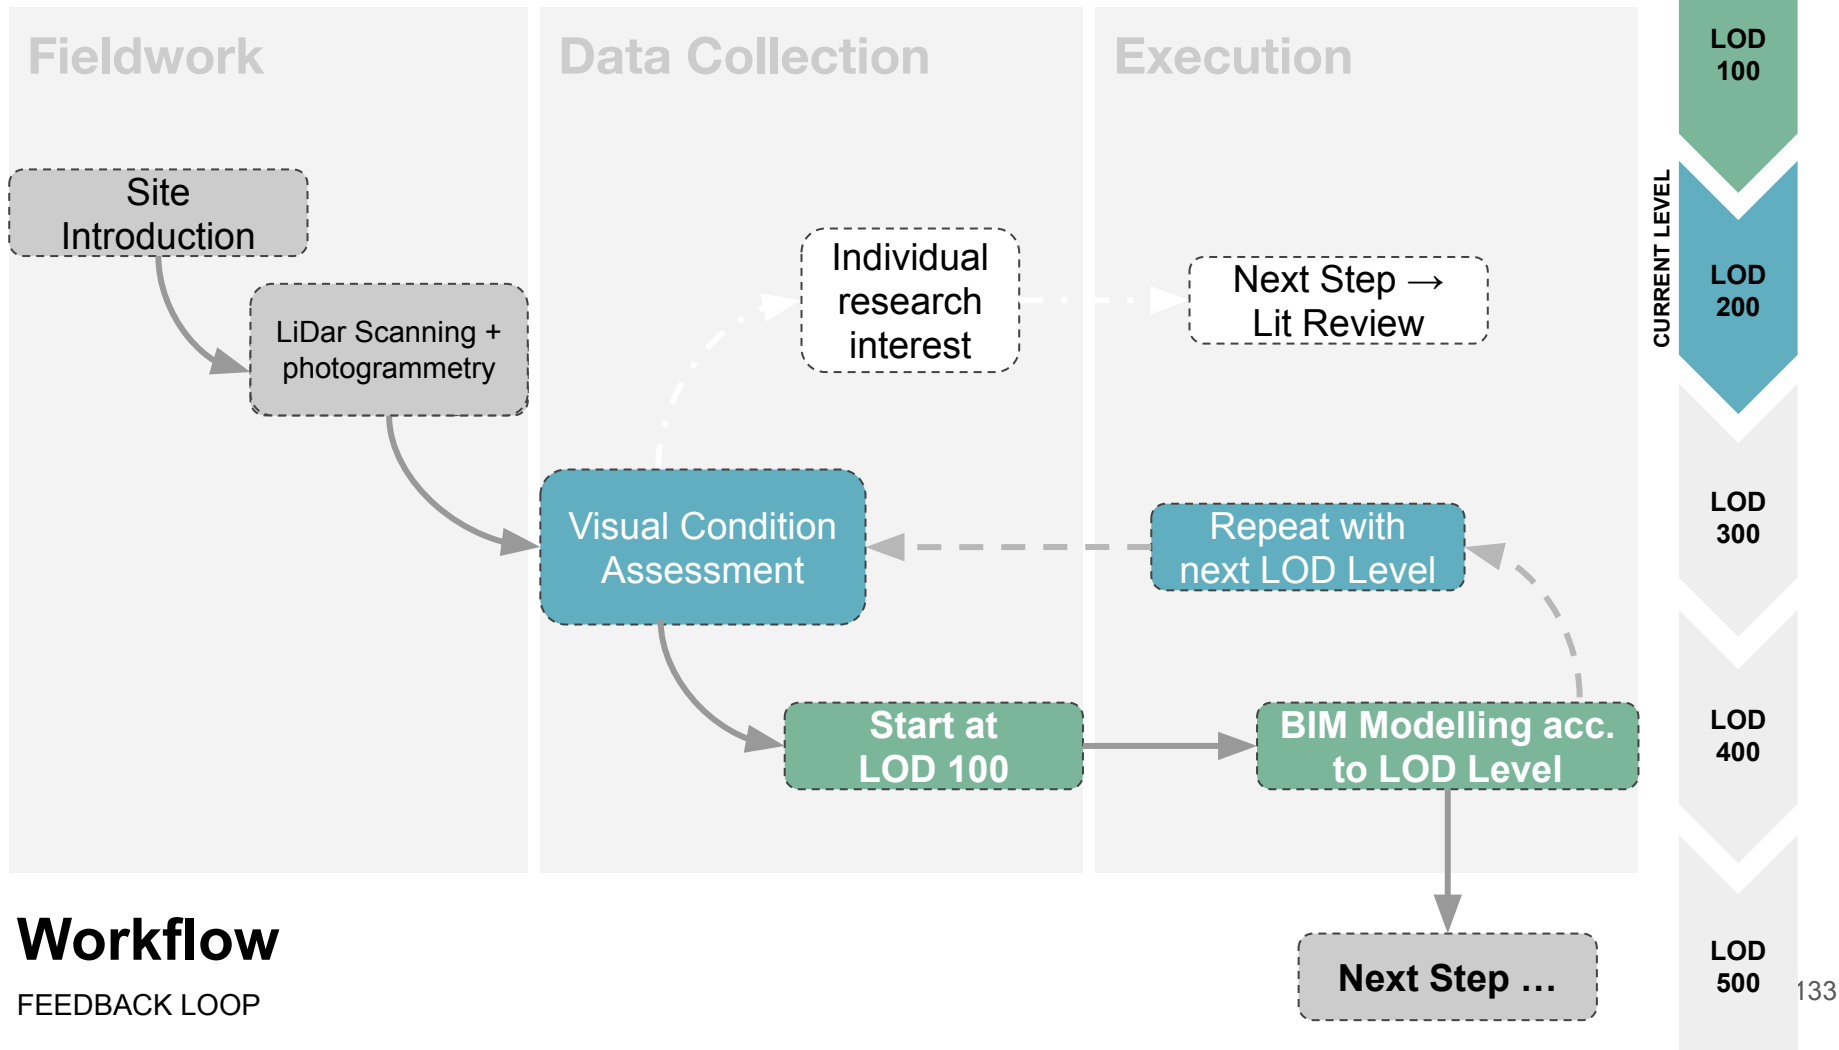 Fieldwork
Data Collection
Execution
Site
Introduction
LiDar Scanning +
photogrammetry
Individual
research
interest
Next Step →
Lit Review
Visual Condition
Assessment
Repeat with
next LOD Level
Start at
LOD 100
BIM Modelling acc.
to LOD Level
Next Step ...
Workflow
FEEDBACK LOOP
CURRENT LEVEL
LOD
100
LOD
200
LOD
300
LOD
400
LOD
500
133